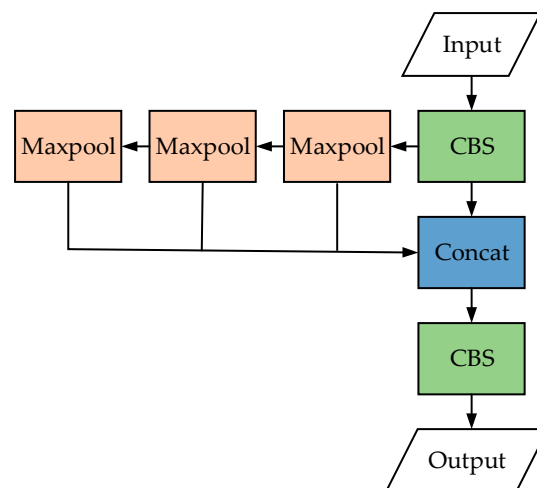 Input
Maxpool Maxpool Maxpool CBS
Concat
CBS
Output